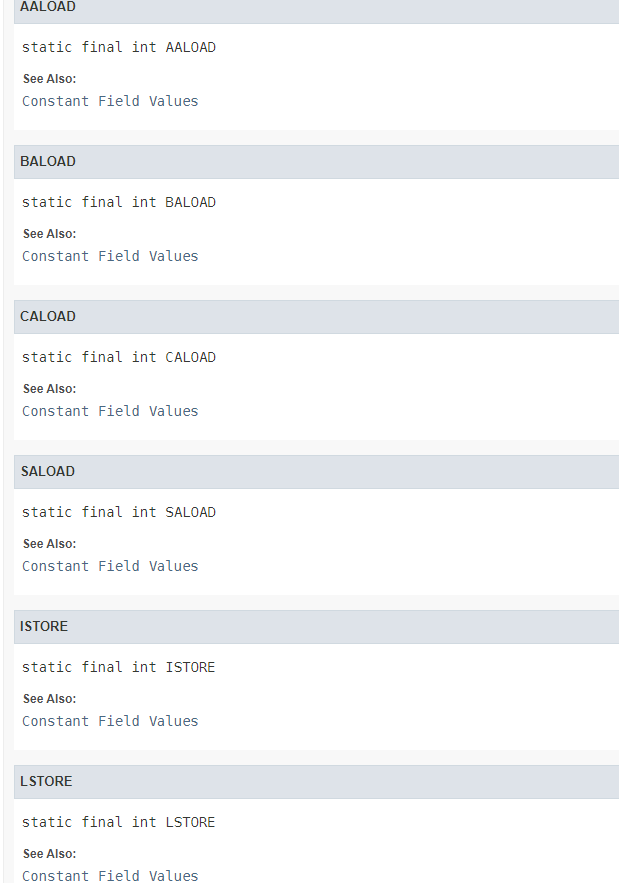 AALOAD
static final int AALOAD
See Also:
Constant Field Values
BALOAD
static final int BALOAD
See Also:
Constant Field Values
CALOAD
static final int CALOAD
See Also:
Constant Field Values
SALOAD
static final int SALOAD
See Also:
Constant Field Values
ISTORE
static final int ISTORE
See Also:
Constant Field Values
LSTORE
static final int LSTORE
See Also:
Constant Field Values